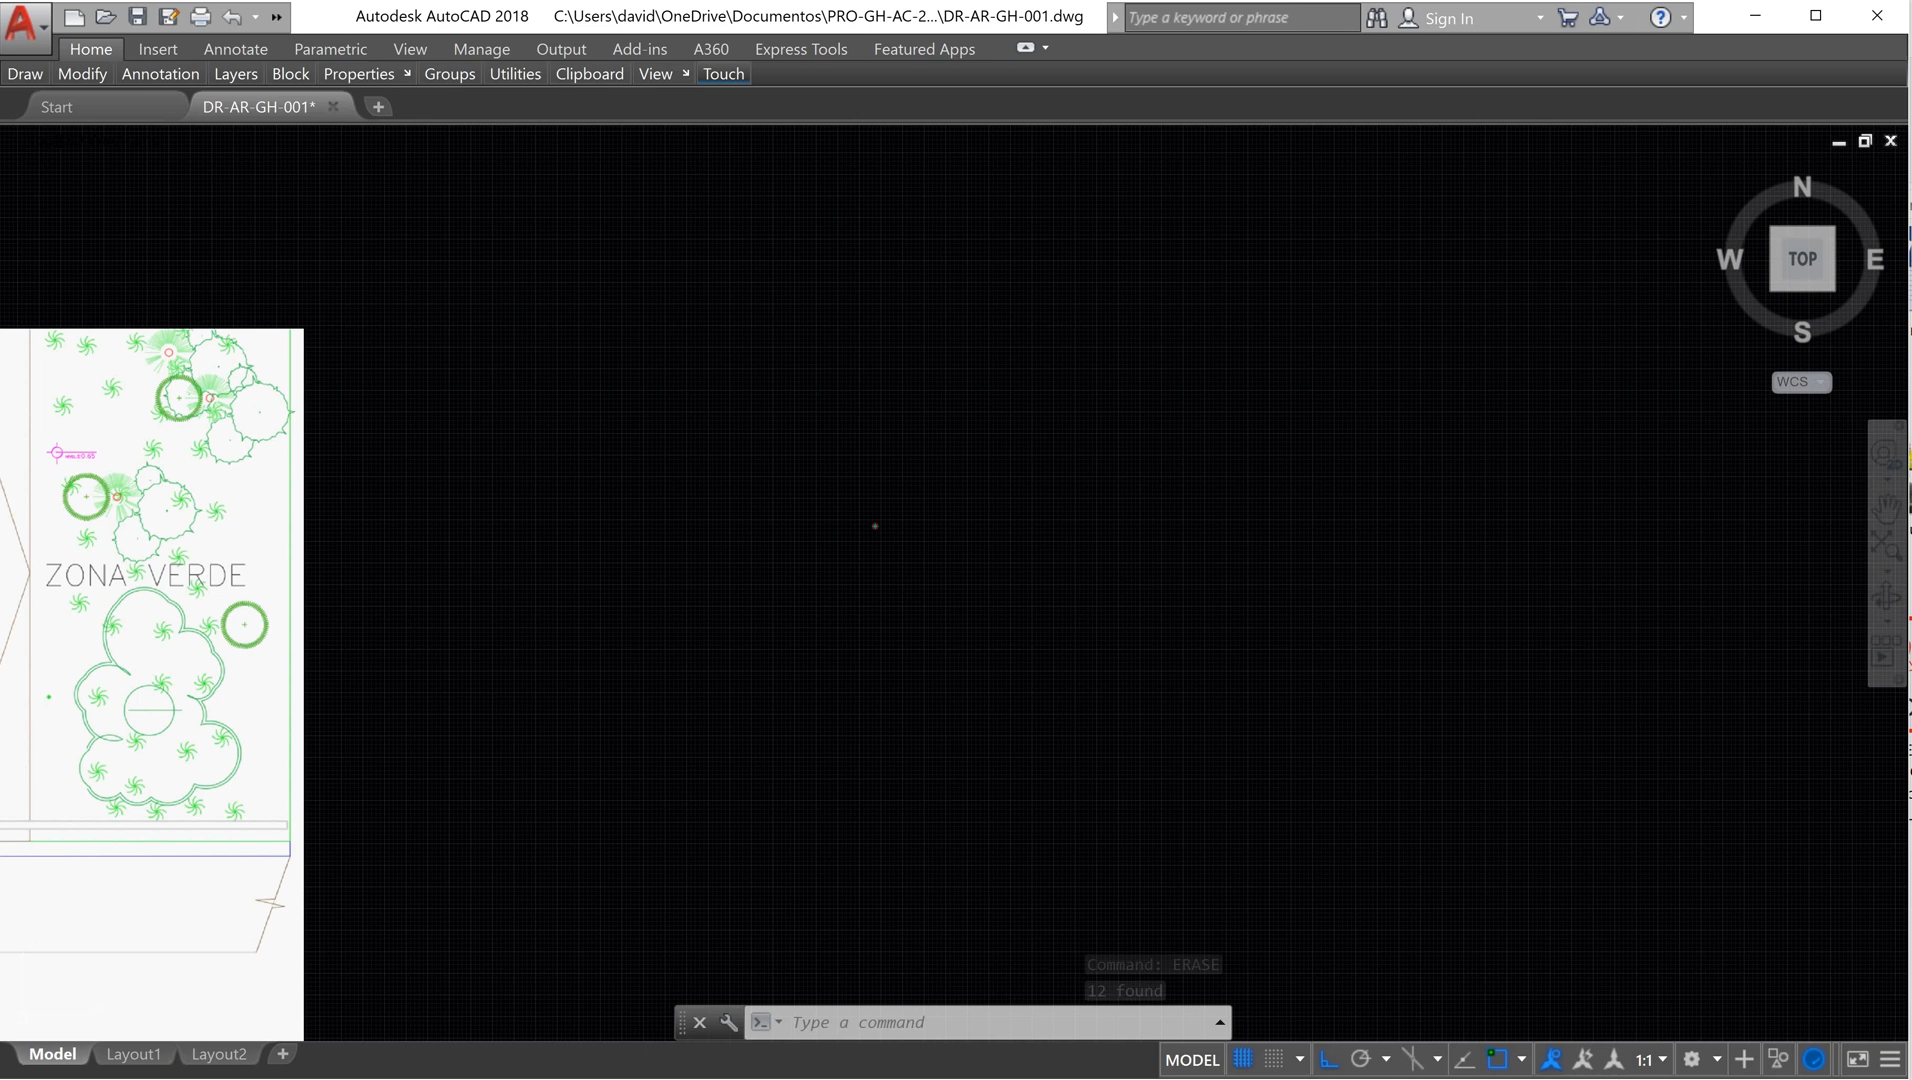 Autodesk AutoCAD 2018 C:\Users\david\OneDrive\Documentos\PRO-GH-AC-2...\DR-AR-GH-001.dwg
Type a keyword or phrase
Sign In
Home Insert Annotate Parametric View Manage Output Add-ins A360 Express Tools Featured Apps
Draw Modify Annotation Layers Block Properties Groups Utilities Clipboard View Touch
Start DR-AR-GH-001*
N
W TOP E
S
WCS
2D
ZONA VERDE
Command: ERASE
12 found
Type a command
Model Layout1 Layout2
MODEL 1:1